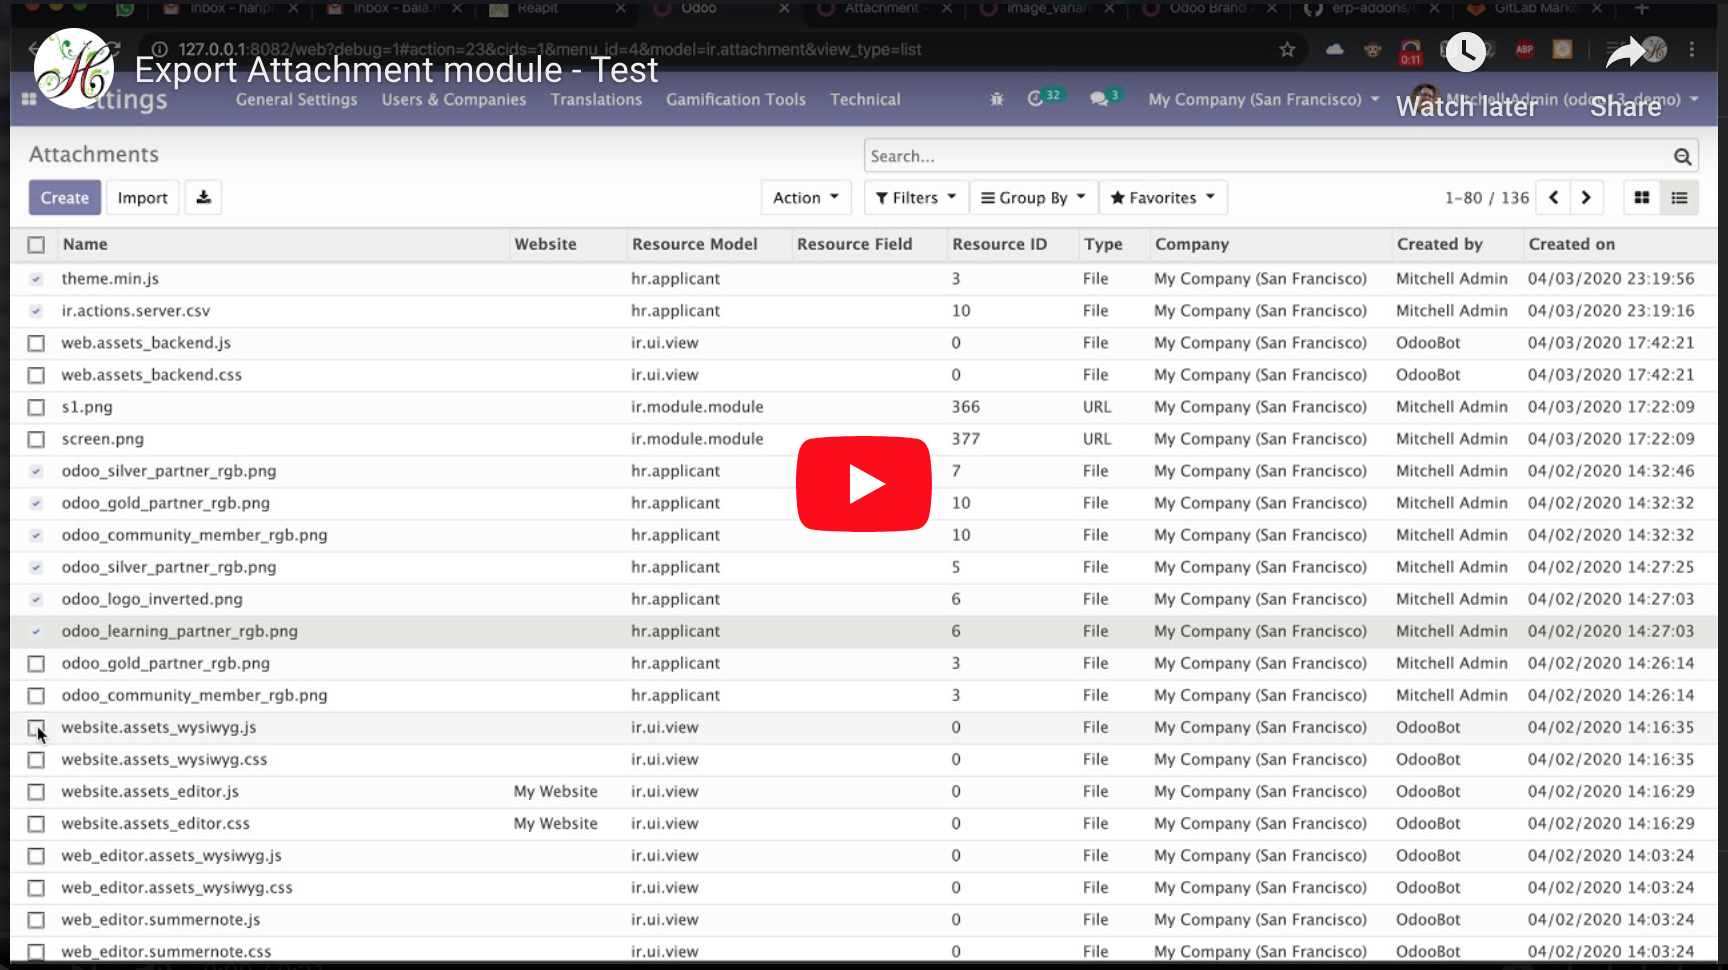 Inbox - bala.h
Reapit
Odoo
Attachment
image_varian
Odoo Brand
erp-addons/
GitLab Marko
127.0.0.1:8082/web?debug=1#action=23&cids=1&menu_id=4&model=ir.attachment&view_type=list
0:11 ABP
Export Attachment module - Test
Watch later Share
General Settings Users & Companies Translations Gamification Tools Technical 32 3 My Company (San Francisco) Mitchell Admin
Attachments Search...
Create Import Action Filters Group By Favorites 1-80 / 136
Name Website Resource Model Resource Field Resource ID Type Company Created by Created on
theme.min.js hr.applicant 3 File My Company (San Francisco) Mitchell Admin 04/03/2020 23:19:56
ir.actions.server.csv hr.applicant 10 File My Company (San Francisco) Mitchell Admin 04/03/2020 23:19:16
web.assets_backend.js ir.ui.view 0 File My Company (San Francisco) OdooBot 04/03/2020 17:42:21
web.assets_backend.css ir.ui.view 0 File My Company (San Francisco) OdooBot 04/03/2020 17:42:21
s1.png ir.module.module 366 URL My Company (San Francisco) Mitchell Admin 04/03/2020 17:22:09
screen.png ir.module.module 377 URL My Company (San Francisco) Mitchell Admin 04/03/2020 17:22:09
odoo_silver_partner_rgb.png hr.applicant 7 File My Company (San Francisco) Mitchell Admin 04/02/2020 14:32:46
odoo_gold_partner_rgb.png hr.applicant 10 File My Company (San Francisco) Mitchell Admin 04/02/2020 14:32:32
odoo_community_member_rgb.png hr.applicant 10 File My Company (San Francisco) Mitchell Admin 04/02/2020 14:32:32
odoo_silver_partner_rgb.png hr.applicant 5 File My Company (San Francisco) Mitchell Admin 04/02/2020 14:27:25
odoo_logo_inverted.png hr.applicant 6 File My Company (San Francisco) Mitchell Admin 04/02/2020 14:27:03
odoo_learning_partner_rgb.png hr.applicant 6 File My Company (San Francisco) Mitchell Admin 04/02/2020 14:27:03
odoo_gold_partner_rgb.png hr.applicant 3 File My Company (San Francisco) Mitchell Admin 04/02/2020 14:26:14
odoo_community_member_rgb.png hr.applicant 3 File My Company (San Francisco) Mitchell Admin 04/02/2020 14:26:14
website.assets_wysiwyg.js ir.ui.view 0 File My Company (San Francisco) OdooBot 04/02/2020 14:16:35
website.assets_wysiwyg.css ir.ui.view 0 File My Company (San Francisco) OdooBot 04/02/2020 14:16:35
website.assets_editor.js My Website ir.ui.view 0 File My Company (San Francisco) OdooBot 04/02/2020 14:16:29
website.assets_editor.css My Website ir.ui.view 0 File My Company (San Francisco) OdooBot 04/02/2020 14:16:29
web_editor.assets_wysiwyg.js ir.ui.view 0 File My Company (San Francisco) OdooBot 04/02/2020 14:03:24
web_editor.assets_wysiwyg.css ir.ui.view 0 File My Company (San Francisco) OdooBot 04/02/2020 14:03:24
web_editor.summernote.js ir.ui.view 0 File My Company (San Francisco) OdooBot 04/02/2020 14:03:24
web_editor.summernote.css ir.ui.view 0 File My Company (San Francisco) OdooBot 04/02/2020 14:03:24